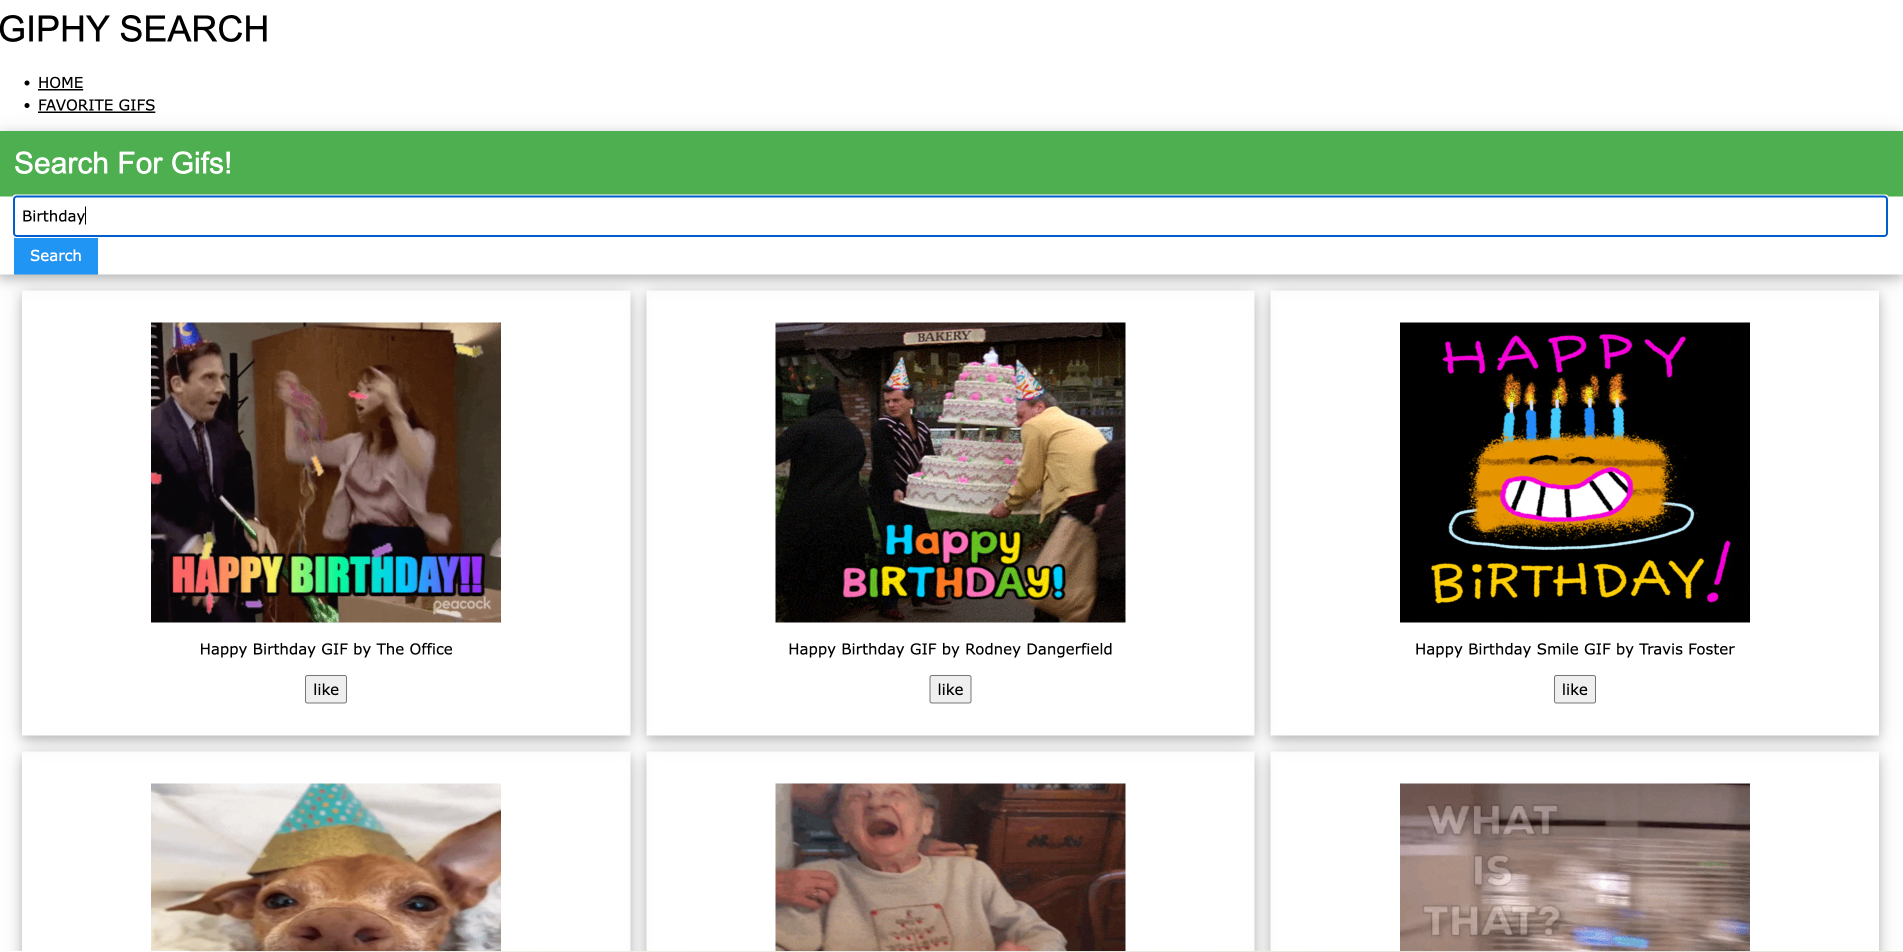 GIPHY SEARCH
HOME
FAVORITE GIFS
Search For Gifs!
Birthday
Search
HAPPY BIRTHDAY!!
peacock
Happy Birthday GIF by The Office
like
BAKERY
Happy
BIRTHDAY!
Happy Birthday GIF by Rodney Dangerfield
like
HAPPY
BiRTHDAY!
Happy Birthday Smile GIF by Travis Foster
like
WHAT
IS
THAT?